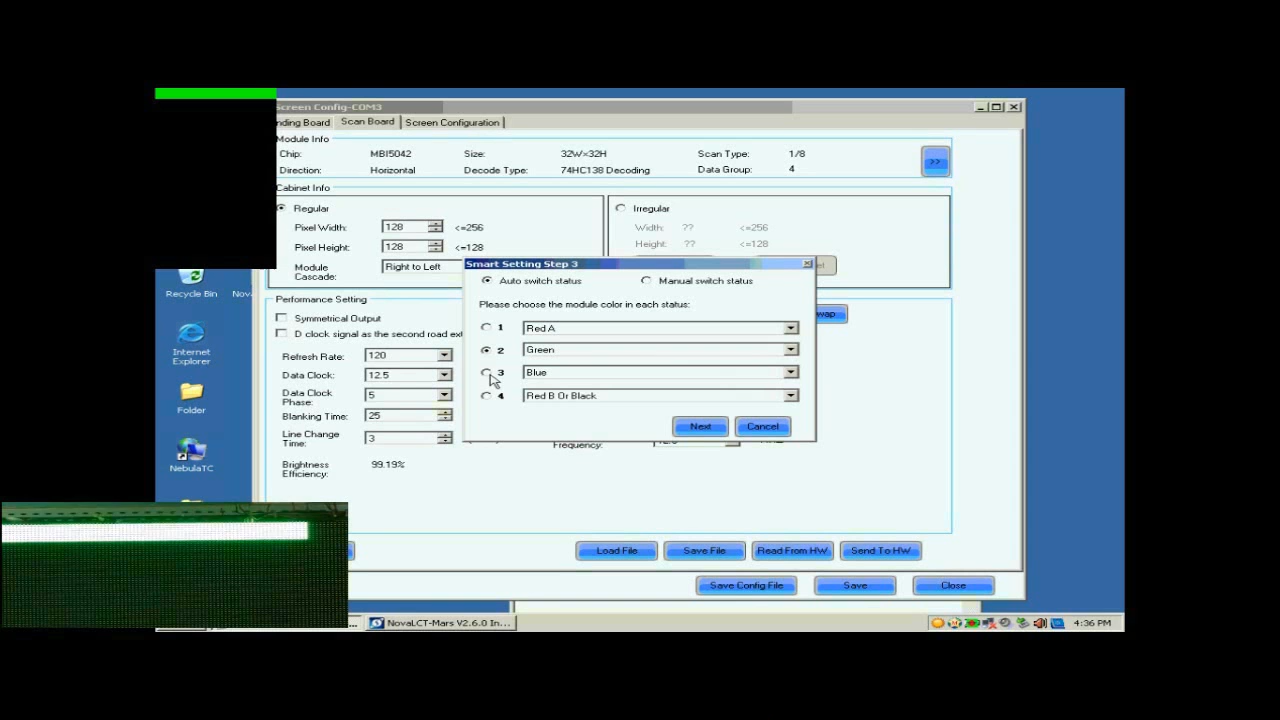 Screen Config-COM3
nding Board Scan Board Screen Configuration
Module Info
Chip: MBI5042 Size: 32W×32H Scan Type: 1/8
Direction: Horizontal Decode Type: 74HC138 Decoding Data Group: 4
>>
Cabinet Info
Regular Irregular
Pixel Width: 128 <=256 Width: ?? <=256
Pixel Height: 128 <=128 Height: ?? <=128
Module Cascade: Right to Left
Smart Setting Step 3
Auto switch status Manual switch status
Please choose the module color in each status:
1 Red A
2 Green
3 Blue
4 Red B Or Black
Next Cancel
Recycle Bin Nov
Internet
Explorer
Folder
NebulaTC
Performance Setting
Symmetrical Output
D clock signal as the second road ext
wap
Refresh Rate: 120
Data Clock: 12.5
Data Clock
Phase: 5
Blanking Time: 25
Line Change
Time: 3
Frequency:
Brightness
Efficiency: 99.19%
Load File Save File Read From HW Send To HW
Save Config File Save Close
... NovaLCT-Mars V2.6.0 In... 4:36 PM